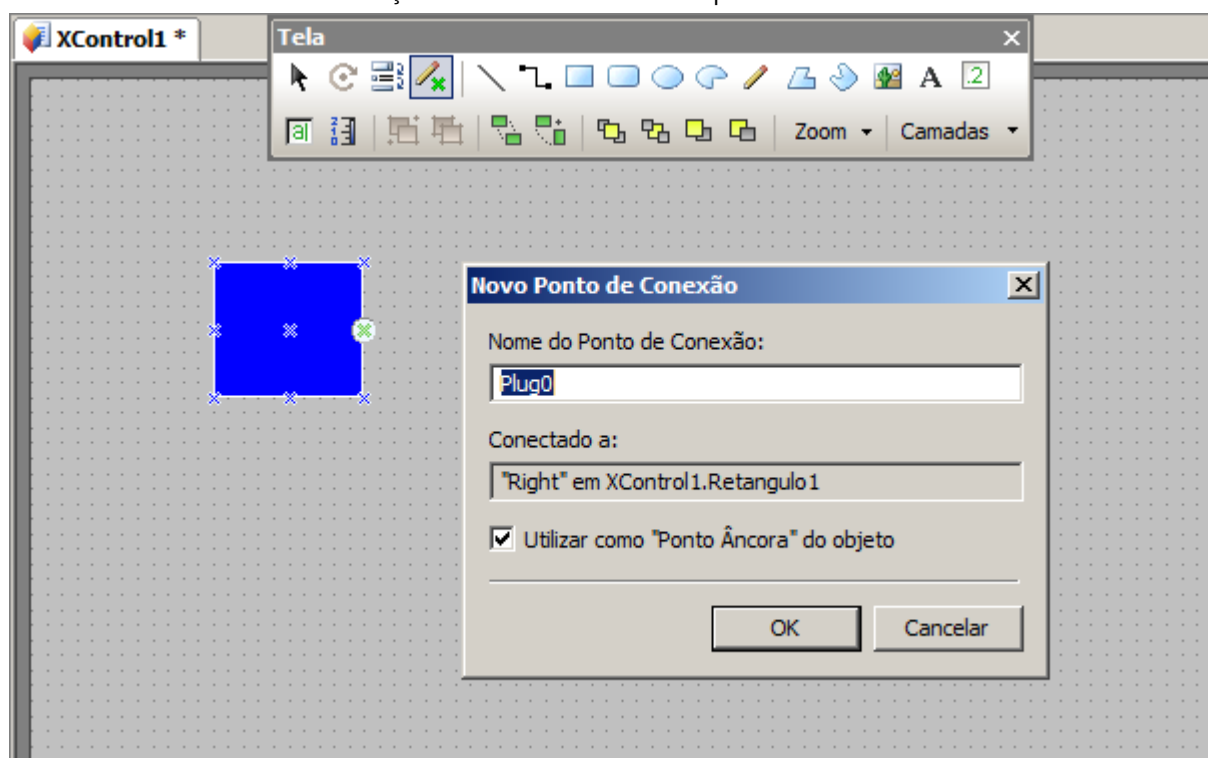 XControl1 *
Tela
A
.2
a
Zoom
Camadas
Novo Ponto de Conexão
Nome do Ponto de Conexão:
Plug0
Conectado a:
"Right" em XControl1.Retangulo1
Utilizar como "Ponto Âncora" do objeto
OK
Cancelar